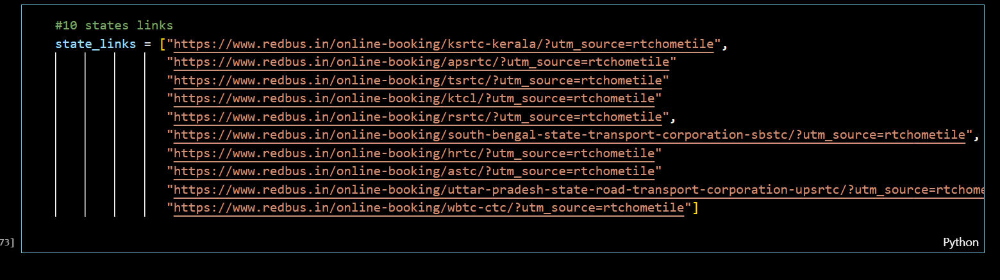 #10 states links
state_links = ["https://www.redbus.in/online-booking/ksrtc-kerala/?utm_source=rtchometile",
"https://www.redbus.in/online-booking/apsrtc/?utm_source=rtchometile"
"https://www.redbus.in/online-booking/tsrtc/?utm_source=rtchometile"
"https://www.redbus.in/online-booking/ktcl/?utm_source=rtchometile"
"https://www.redbus.in/online-booking/rsrtc/?utm_source=rtchometile",
"https://www.redbus.in/online-booking/south-bengal-state-transport-corporation-sbstc/?utm_source=rtchometile",
"https://www.redbus.in/online-booking/hrtc/?utm_source=rtchometile"
"https://www.redbus.in/online-booking/astc/?utm_source=rtchometile"
"https://www.redbus.in/online-booking/uttar-pradesh-state-road-transport-corporation-upsrtc/?utm_source=rtchome
"https://www.redbus.in/online-booking/wbtc-ctc/?utm_source=rtchometile"]
73]
Python